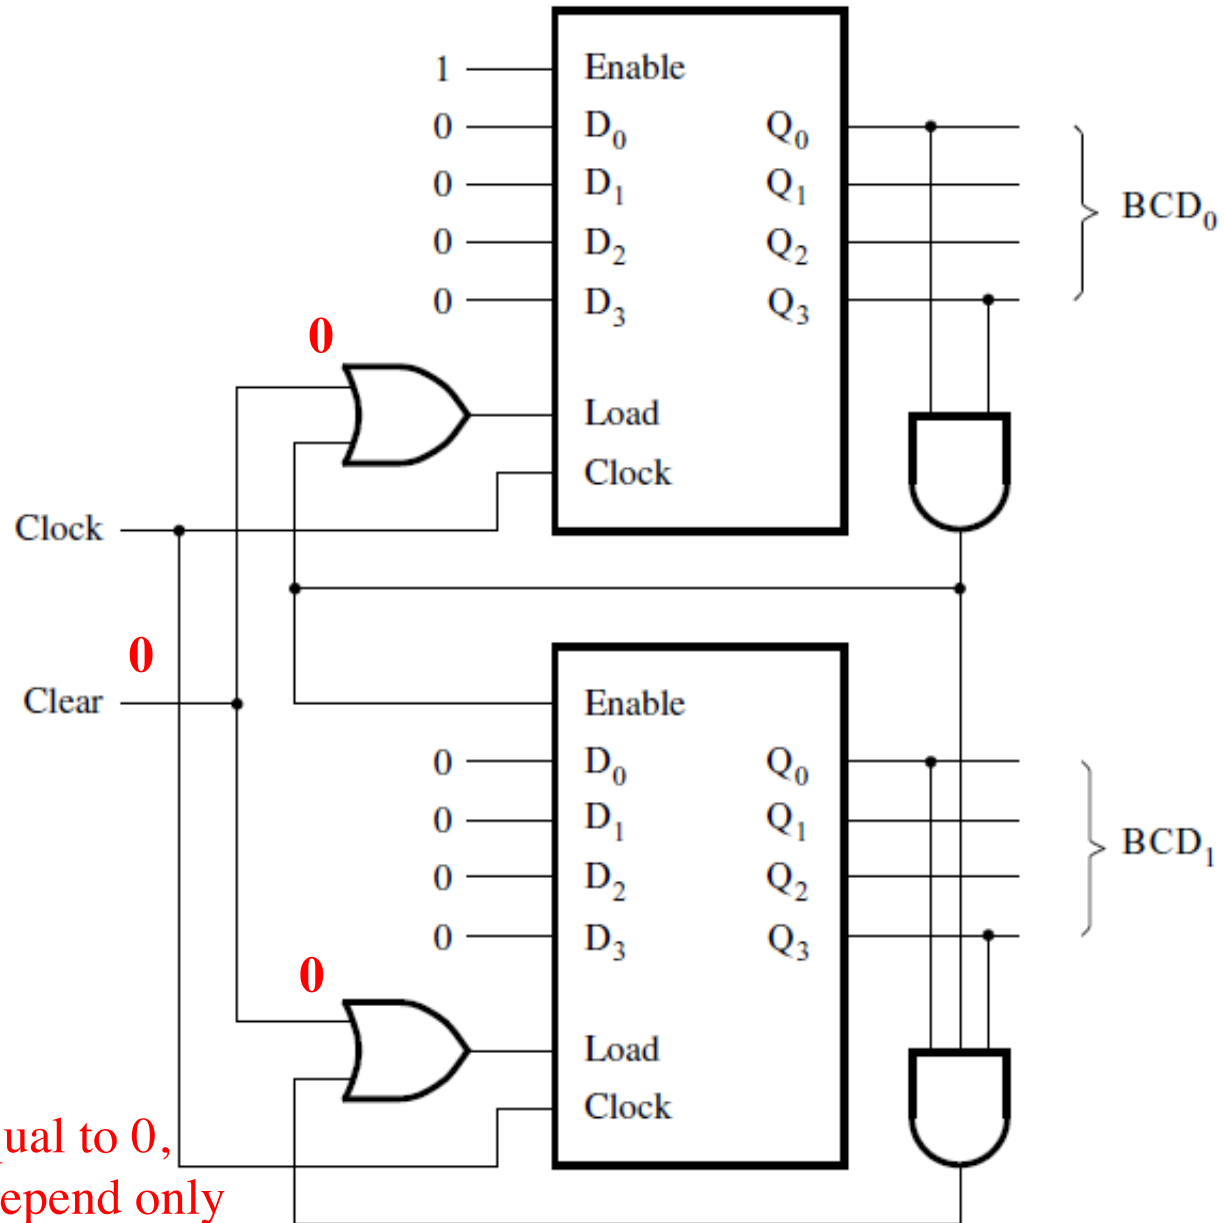 1 Enable
0 D0 Q0
0 D1 Q1
BCD0
0 D2 Q2
0 D3 Q3
0
Load
Clock
Clock
0
Clear
Enable
0 D0 Q0
0 D1 Q1
BCD1
0 D2 Q2
0 D3 Q3
0
Load
Clock
ual to 0,
epend only